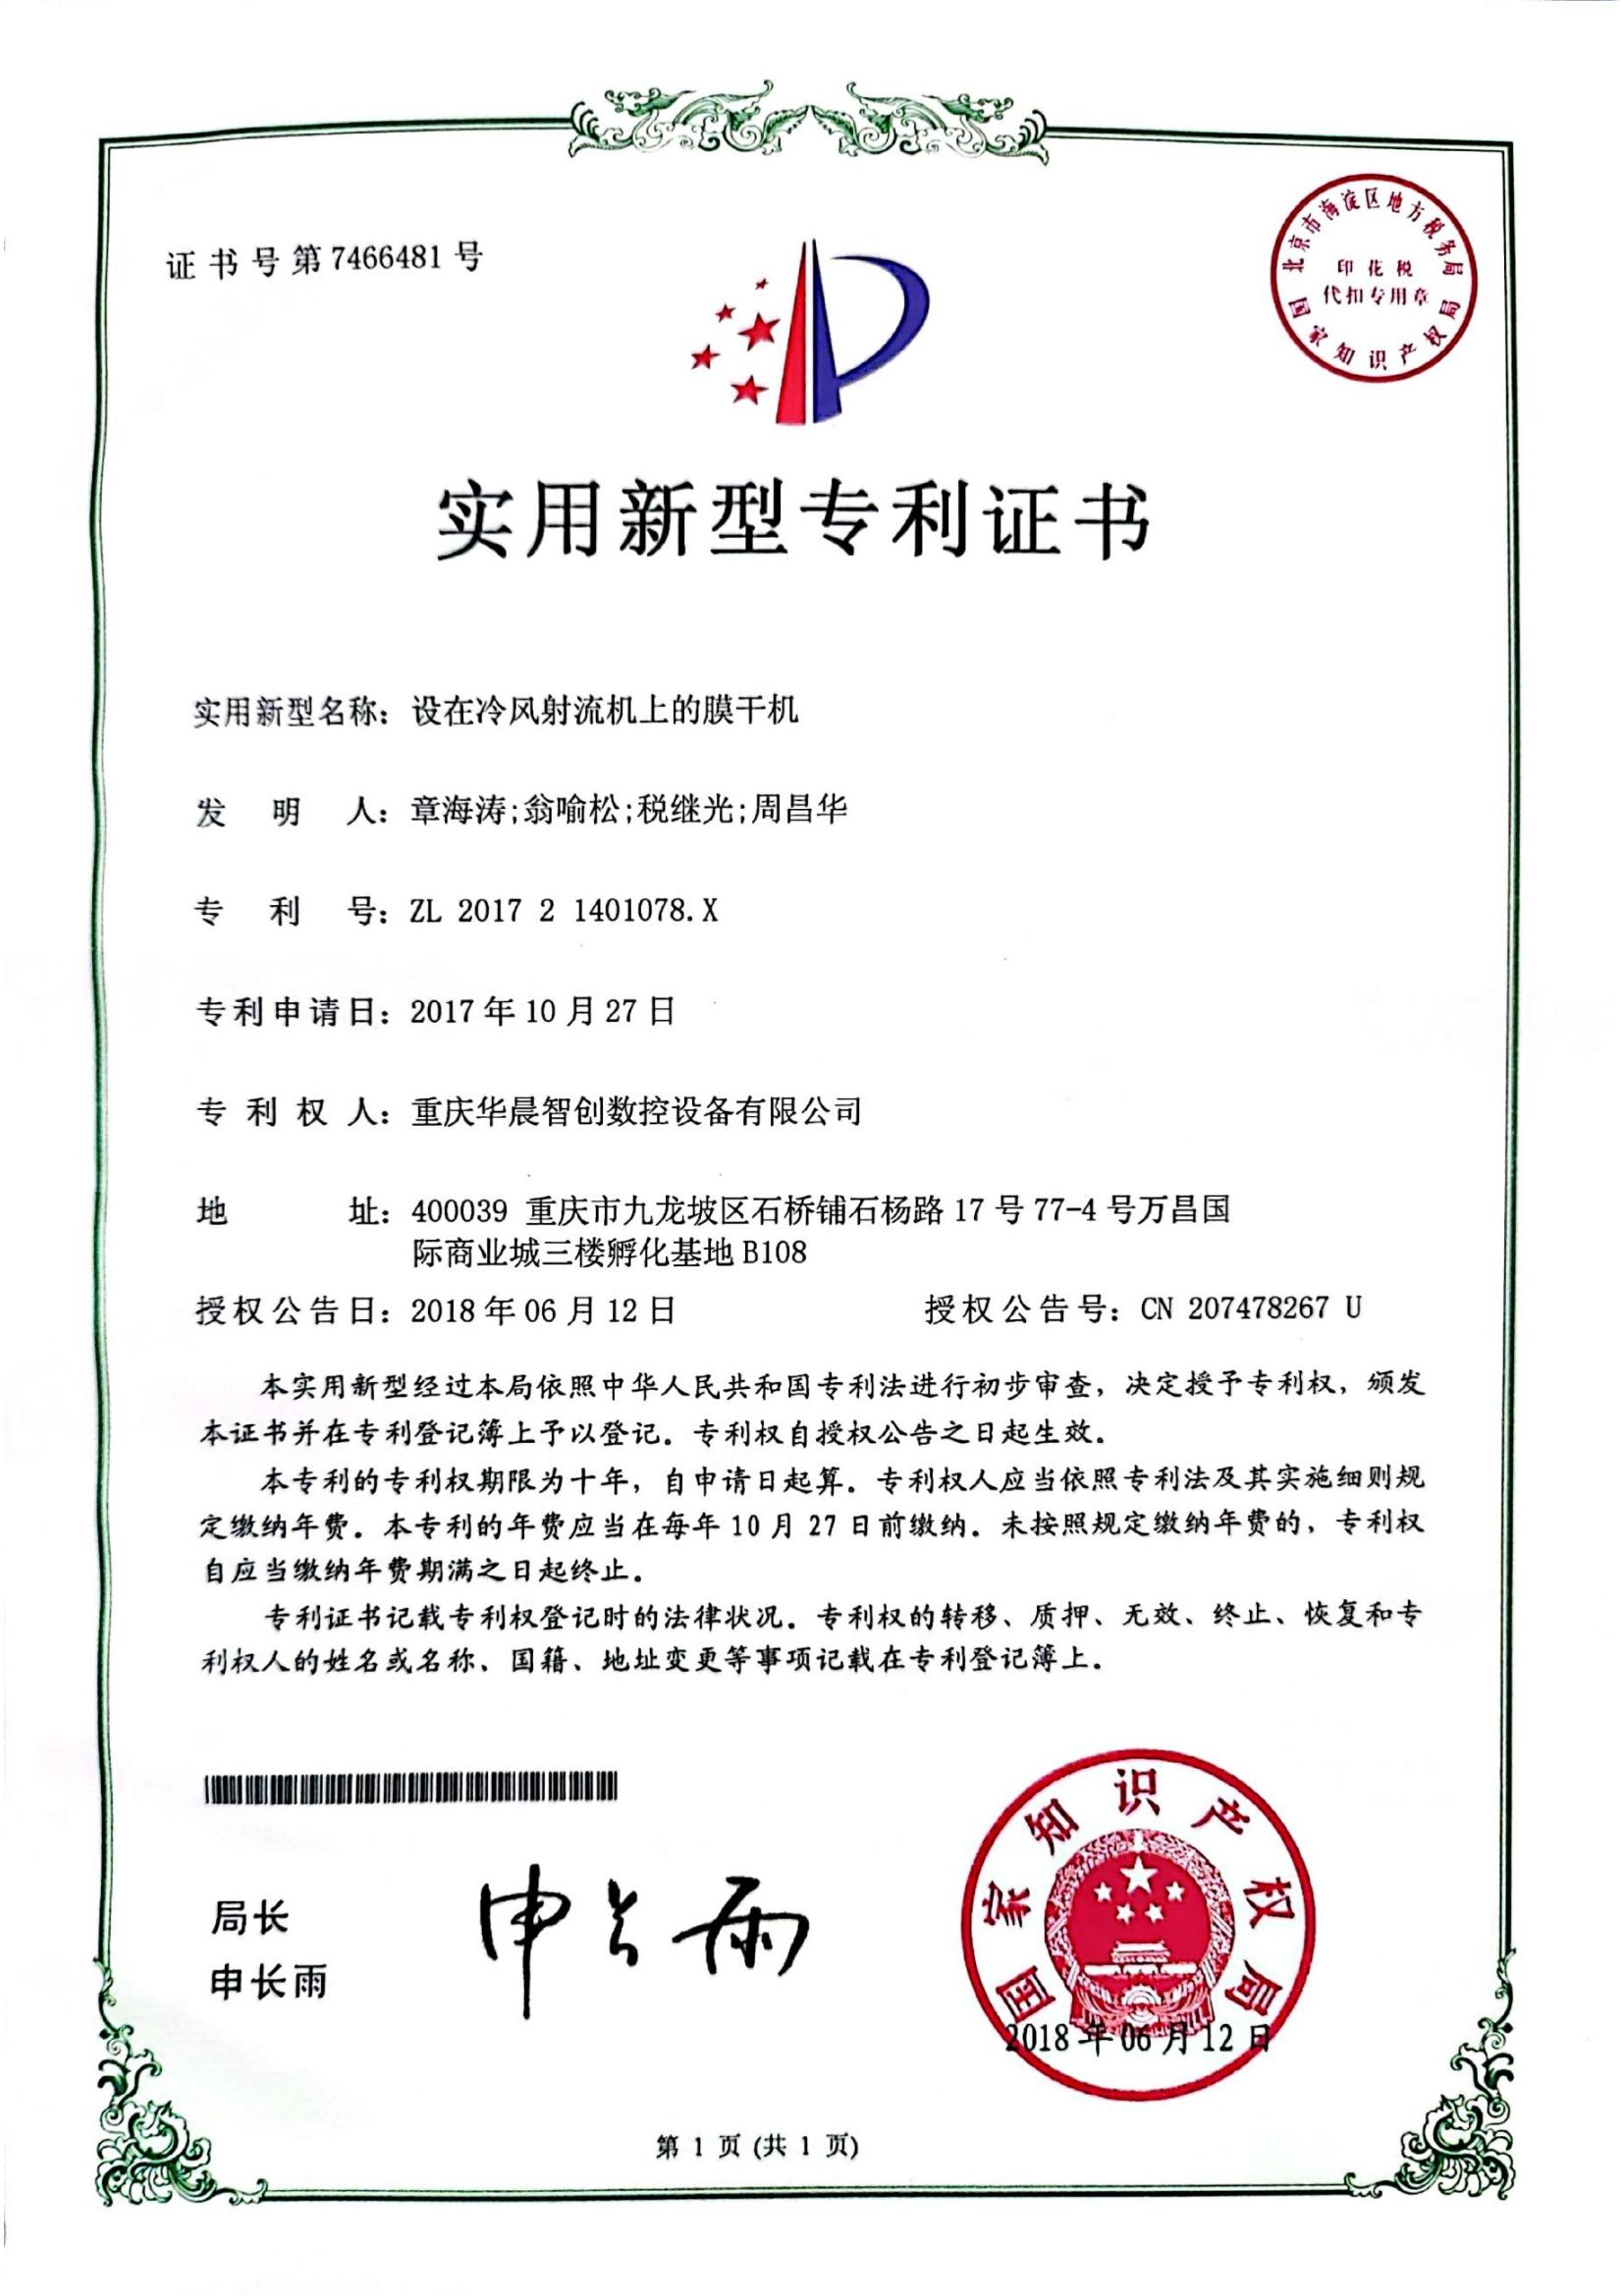 证书号第7466481号
北京市海淀区地方税务局
印花税
代扣专用章
国家知识产权局
实用新型专利证书
实用新型名称：设在冷风射流机上的膜干机
发明人：章海涛;翁喻松;税继光;周昌华
专利号：ZL 2017 2 1401078.X
专利申请日：2017年10月27日
专利权人：重庆华晨智创数控设备有限公司
地址：400039 重庆市九龙坡区石桥铺石杨路17号77-4号万昌国
际商业城三楼孵化基地B108
授权公告日：2018年06月12日 授权公告号：CN 207478267 U
本实用新型经过本局依照中华人民共和国专利法进行初步审查，决定授予专利权，颁发
本证书并在专利登记簿上予以登记。专利权自授权公告之日起生效。
本专利的专利权期限为十年，自申请日起算。专利权人应当依照专利法及其实施细则规
定缴纳年费。本专利的年费应当在每年10月27日前缴纳。未按照规定缴纳年费的，专利权
自应当缴纳年费期满之日起终止。
专利证书记载专利权登记时的法律状况。专利权的转移、质押、无效、终止、恢复和专
利权人的姓名或名称、国籍、地址变更等事项记载在专利登记簿上。
局长
申长雨
申长雨
国家知识产权局
2018年06月12日
第1页(共1页)